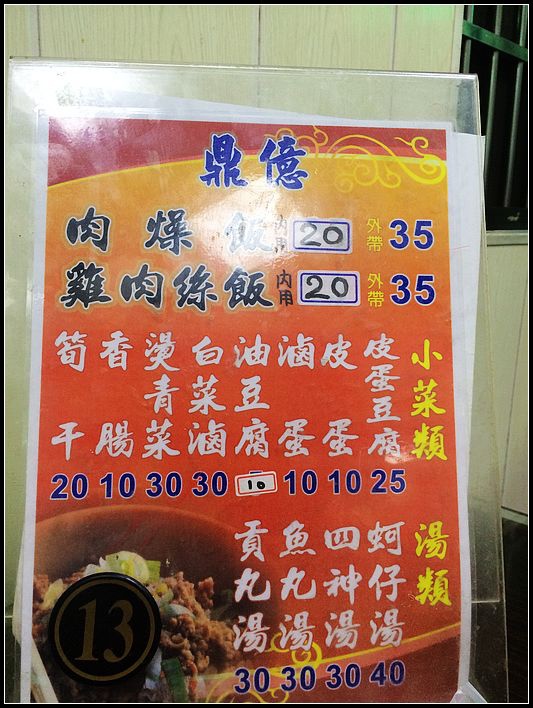 鼎億
肉燥飯 內用 20 外帶 35
雞肉絲飯 內用 20 外帶 35
小菜類
皮蛋豆腐 25
皮蛋 10
滷蛋 10
油豆腐 10
白菜滷 30
燙青菜 30
香腸 10
筍干 20
湯類
蚵仔湯 40
四神湯 30
魚丸湯 30
貢丸湯 30
13